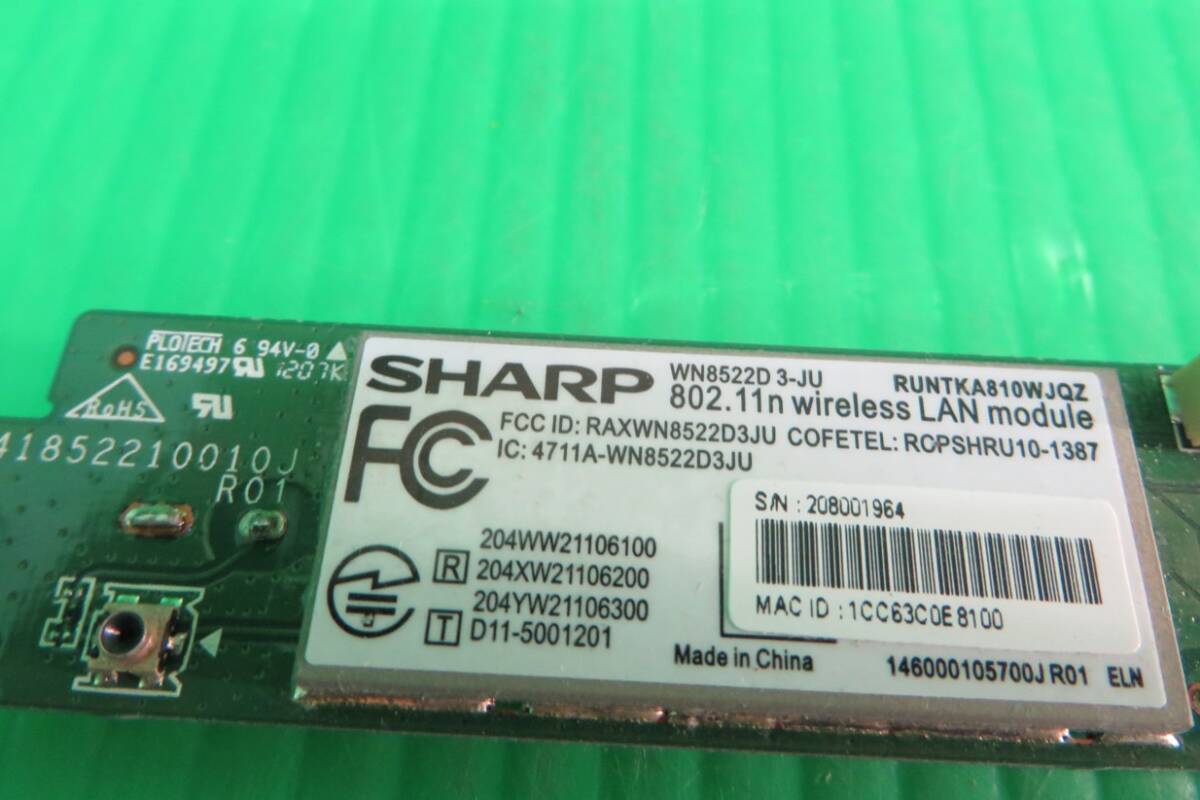 PLOTECH 6 94V-0
E169497 1207K
RoHS
41852210010J
R01
SHARP
WN8522D 3-JU
RUNTKA810WJQZ
802.11n wireless LAN module
FCC ID: RAXWN8522D3JU COFETEL: RCPSHRU10-1387
IC: 4711A-WN8522D3JU
FC
S/N : 208001964
MAC ID : 1CC63C0E8100
204WW21106100
R 204XW21106200
204YW21106300
T D11-5001201
Made in China
146000105700J R01 ELN